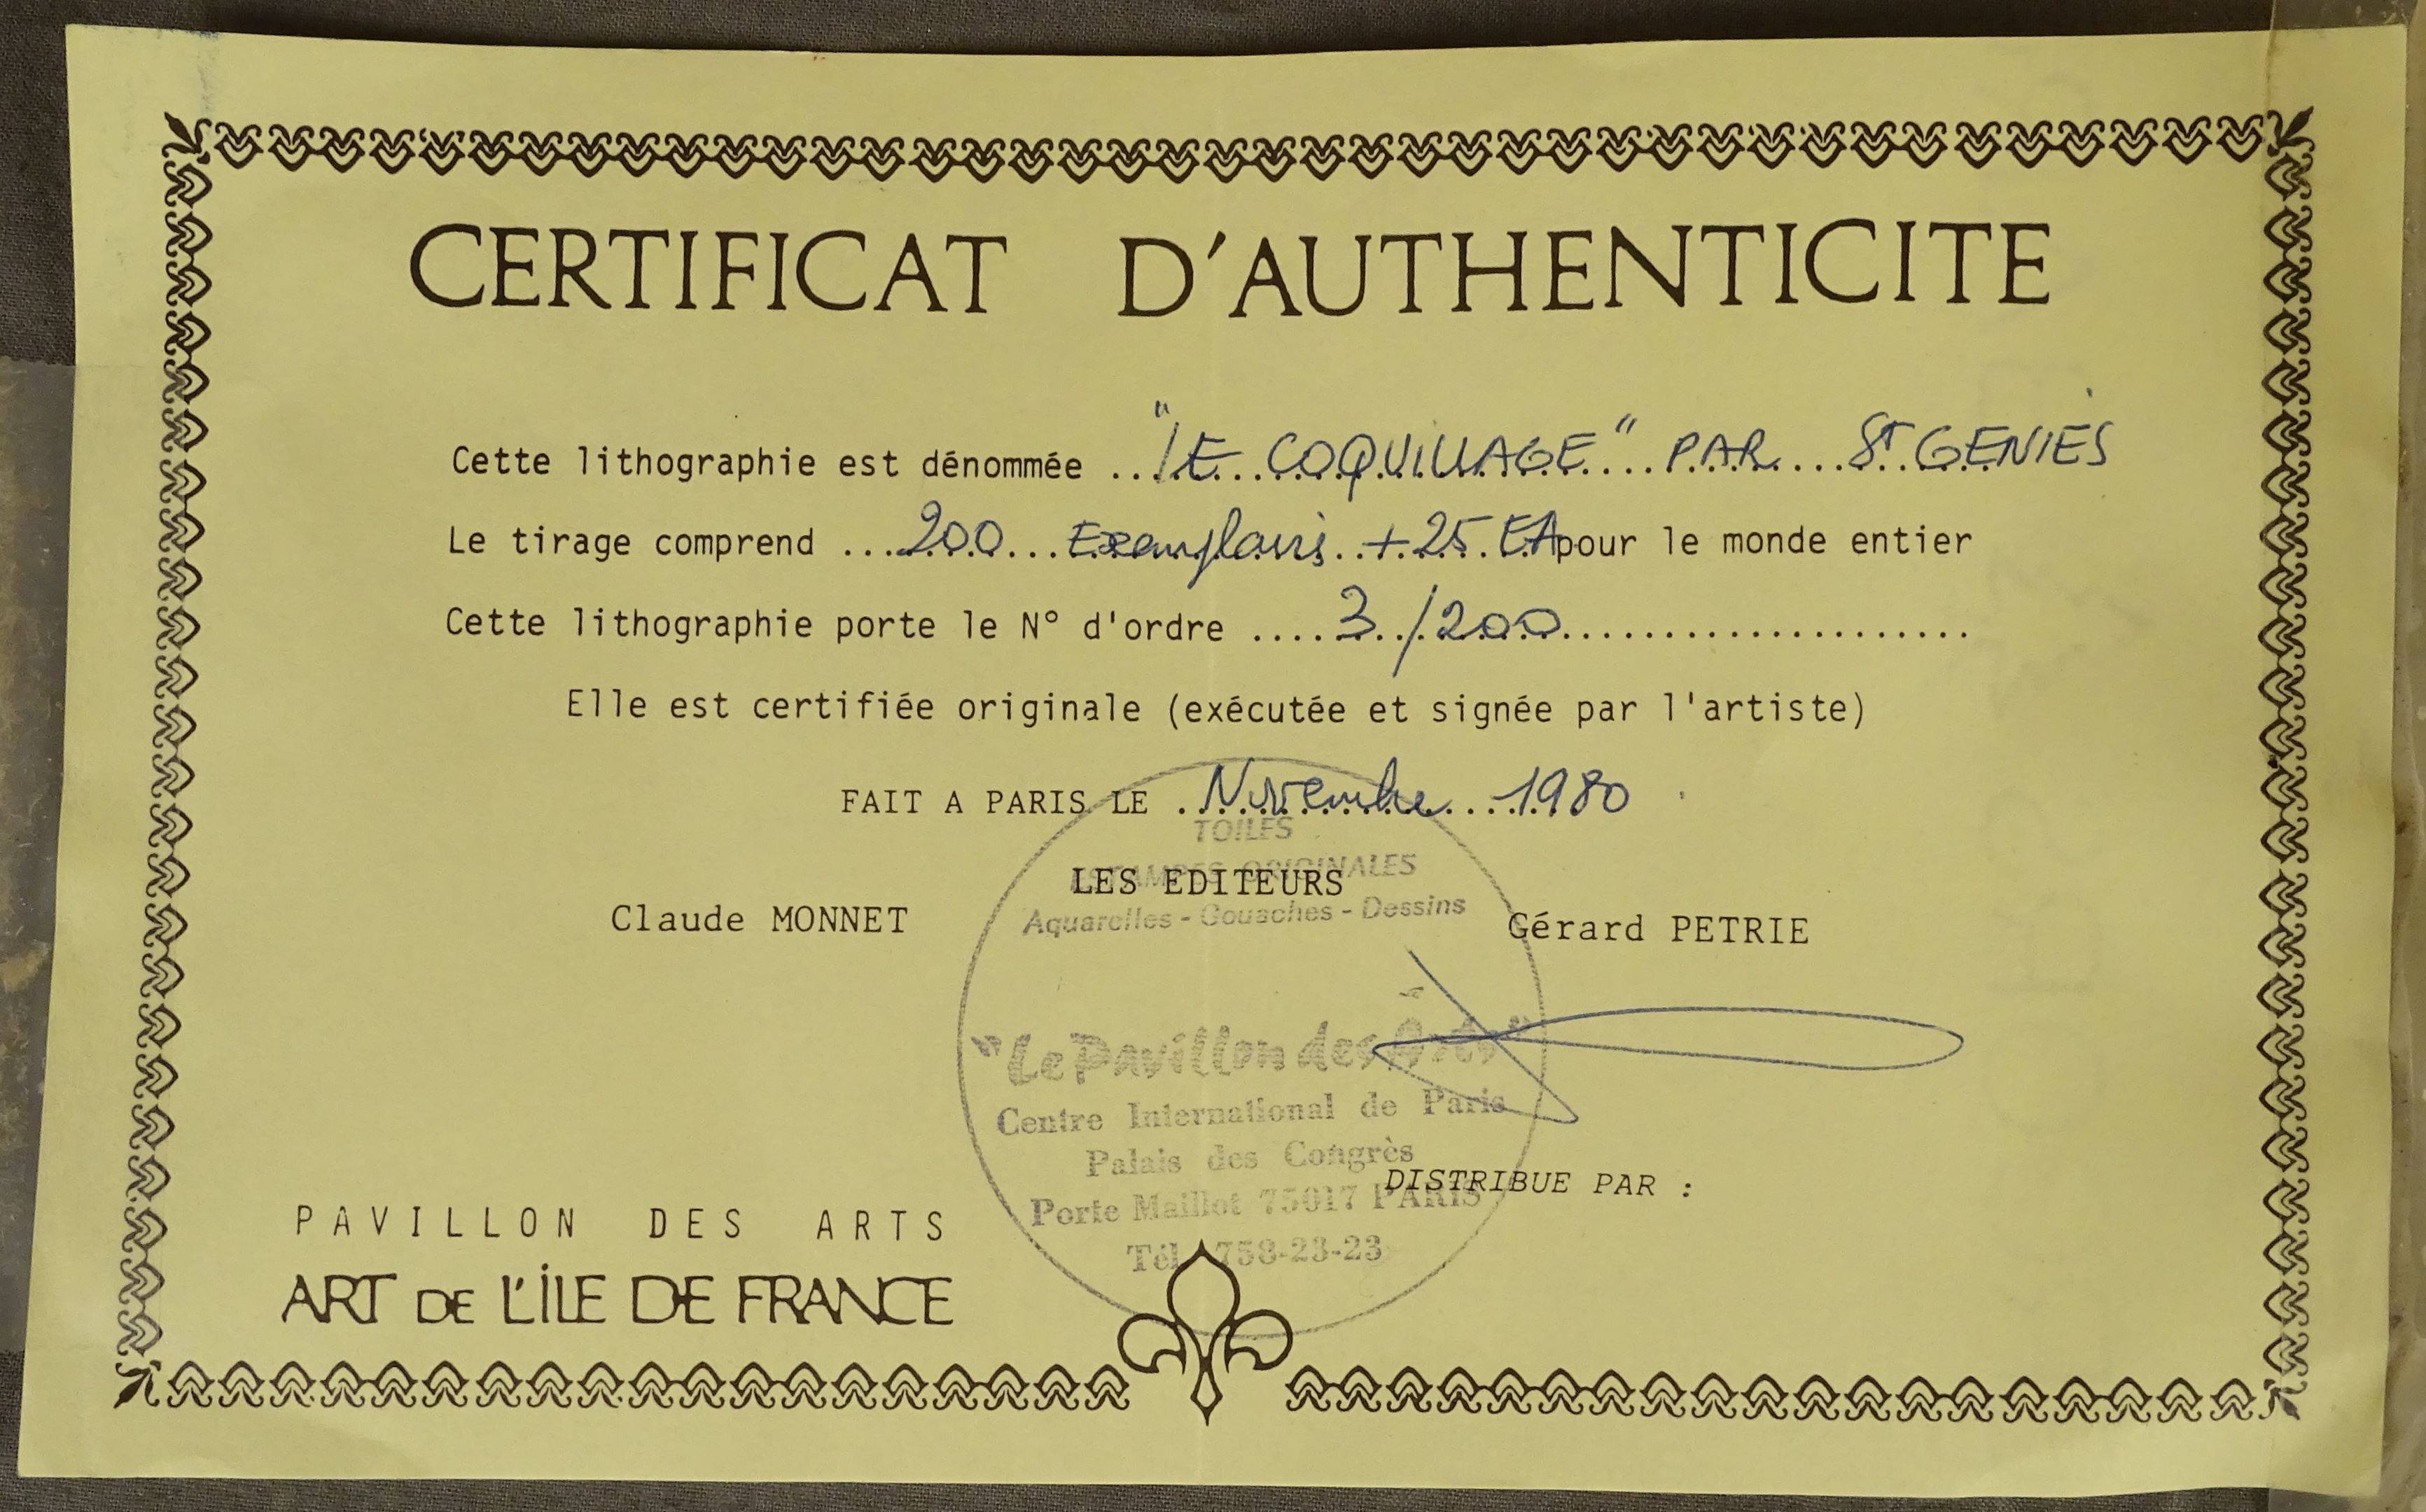 CERTIFICAT D'AUTHENTICITE
Cette lithographie est dénommée .. "LE COQUILLAGE" PAR ST GENIÈS
Le tirage comprend ... 200 ... Exemplaires + 25 EA pour le monde entier
Cette lithographie porte le N° d'ordre .... 3/200 ....................
Elle est certifiée originale (exécutée et signée par l'artiste)
FAIT A PARIS LE . Novembre 1980
TOILES
ESTAMPES ORIGINALES
LES EDITEURS
Aquarelles - Gouaches - Dessins
Claude MONNET
Gérard PETRIE
"Le Pavillon des Arts"
Centre International de Paris
Palais des Congrès
DISTRIBUE PAR :
Porte Maillot 75017 PARIS
Tél 758-23-23
PAVILLON DES ARTS
ART DE L'ÎLE DE FRANCE